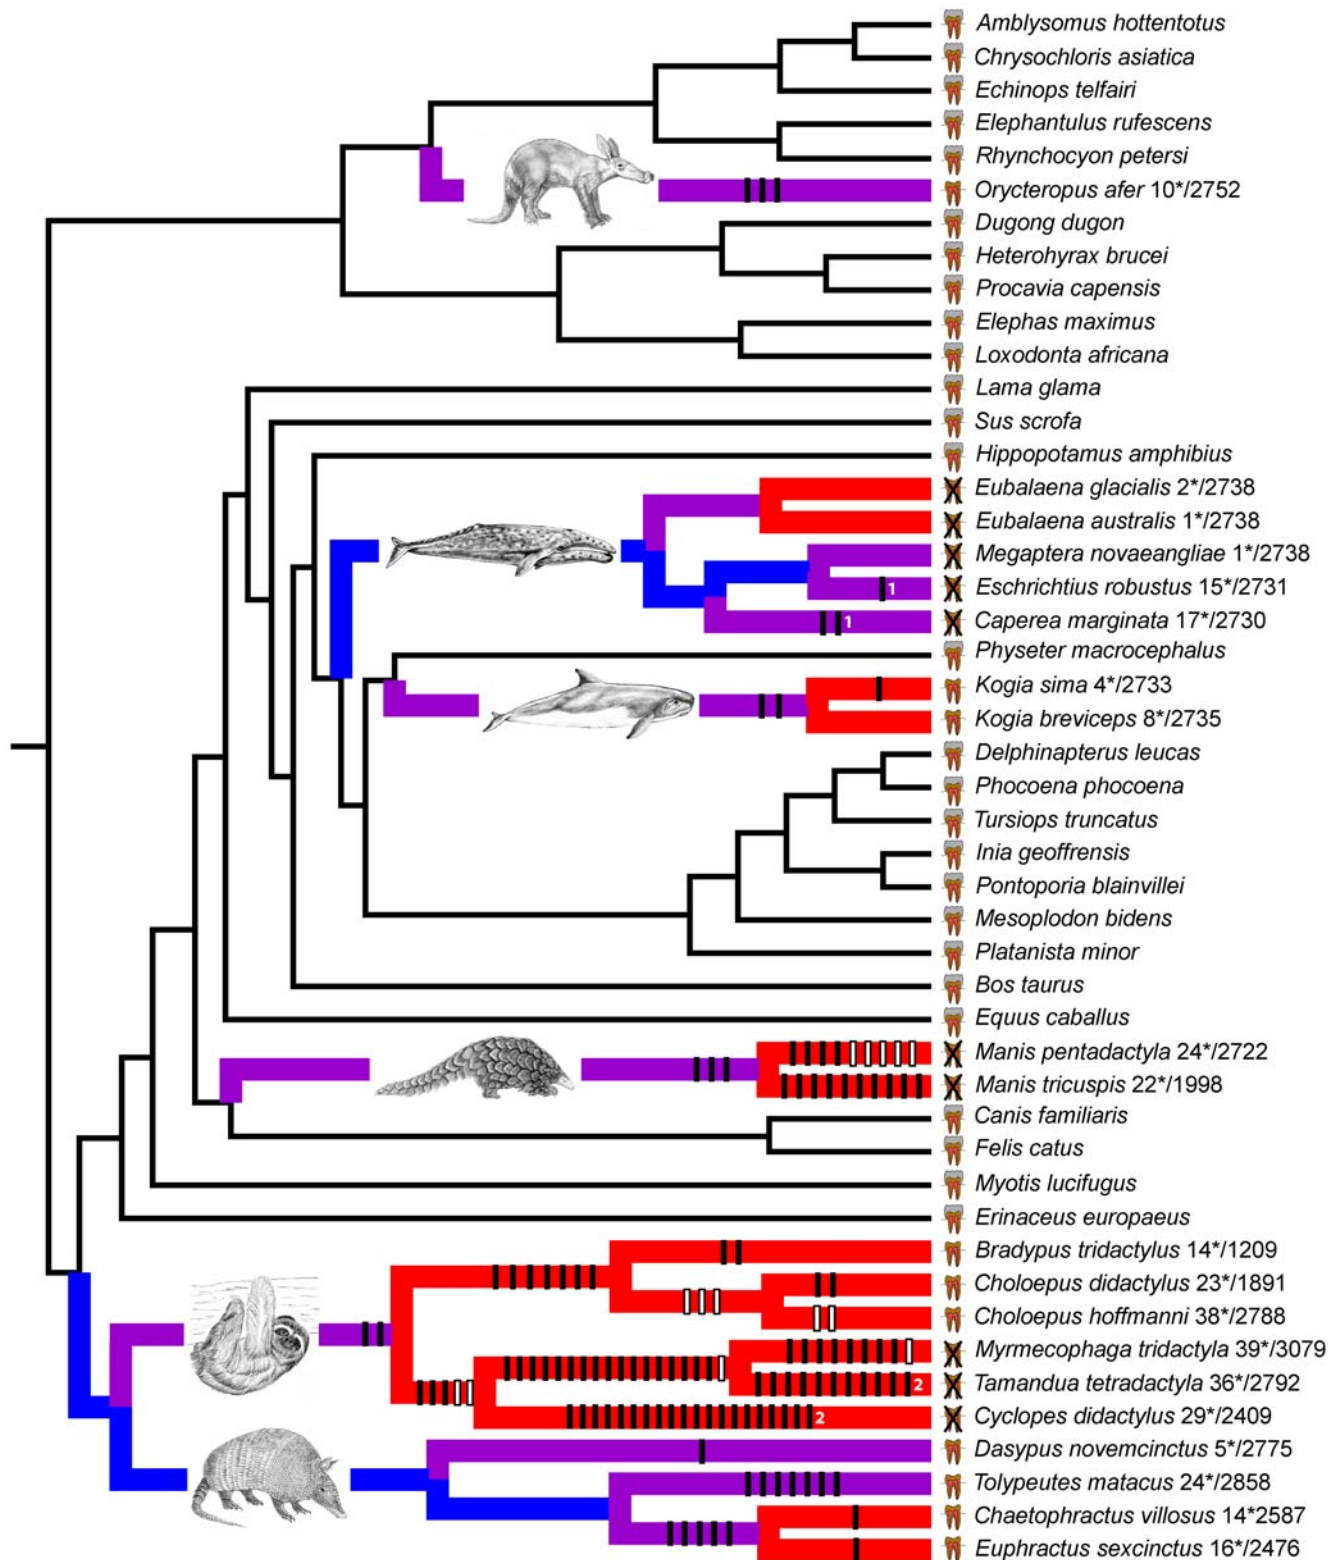 Amblysomus hottentotus
Chrysochloris asiatica
Echinops telfairi
Elephantulus rufescens
Rhynchocyon petersi
Orycteropus afer 10*/2752
Dugong dugon
Heterohyrax brucei
Procavia capensis
Elephas maximus
Loxodonta africana
Lama glama
Sus scrofa
Hippopotamus amphibius
Eubalaena glacialis 2*/2738
Eubalaena australis 1*/2738
Megaptera novaeangliae 1*/2738
1 Eschrichtius robustus 15*/2731
1 Caperea marginata 17*/2730
Physeter macrocephalus
Kogia sima 4*/2733
Kogia breviceps 8*/2735
Delphinapterus leucas
Phocoena phocoena
Tursiops truncatus
Inia geoffrensis
Pontoporia blainvillei
Mesoplodon bidens
Platanista minor
Bos taurus
Equus caballus
Manis pentadactyla 24*/2722
Manis tricuspis 22*/1998
Canis familiaris
Felis catus
Myotis lucifugus
Erinaceus europaeus
Bradypus tridactylus 14*/1209
Choloepus didactylus 23*/1891
Choloepus hoffmanni 38*/2788
Myrmecophaga tridactyla 39*/3079
2 Tamandua tetradactyla 36*/2792
2 Cyclopes didactylus 29*/2409
Dasypus novemcinctus 5*/2775
Tolypeutes matacus 24*/2858
Chaetophractus villosus 14*2587
Euphractus sexcinctus 16*/2476